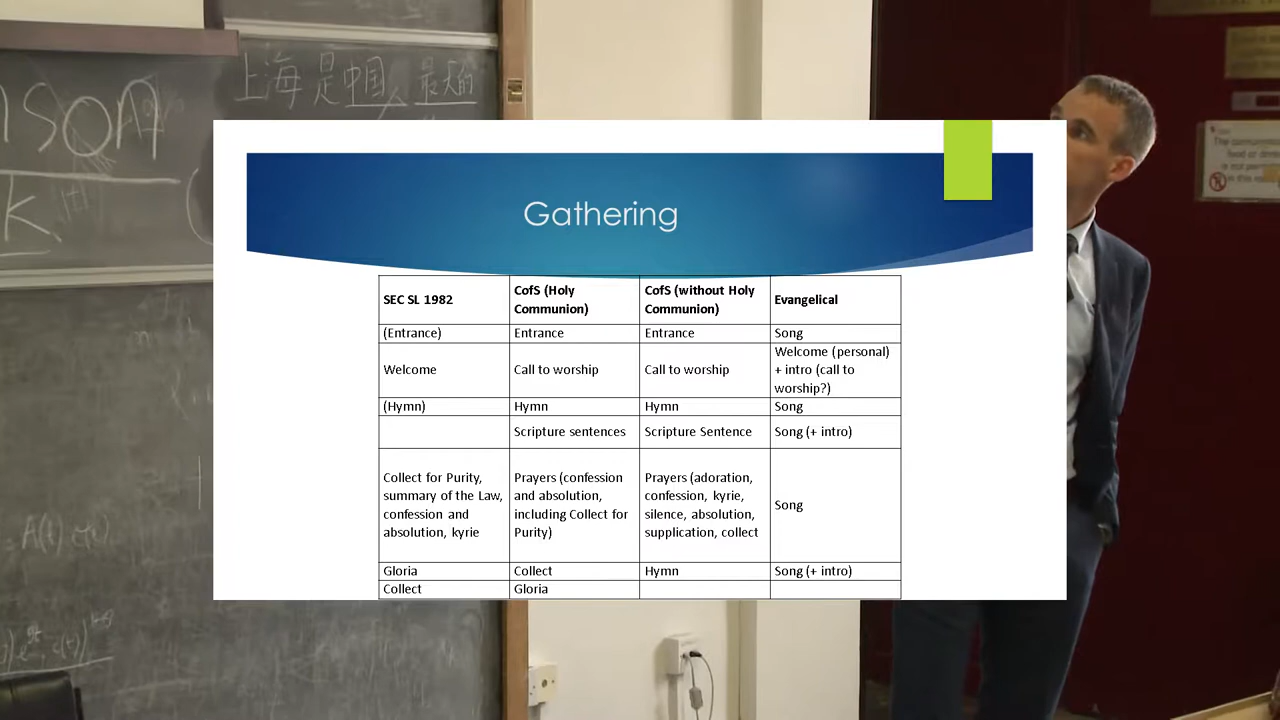 上海是中国 最大的
son
k
Gathering
SEC SL 1982
CofS (Holy Communion)
CofS (without Holy Communion)
Evangelical
(Entrance)
Entrance
Entrance
Song
Welcome
Call to worship
Call to worship
Welcome (personal) + intro (call to worship?)
(Hymn)
Hymn
Hymn
Song
Scripture sentences
Scripture Sentence
Song (+ intro)
Collect for Purity, summary of the Law, confession and absolution, kyrie
Prayers (confession and absolution, including Collect for Purity)
Prayers (adoration, confession, kyrie, silence, absolution, supplication, collect
Song
Gloria
Collect
Hymn
Song (+ intro)
Collect
Gloria